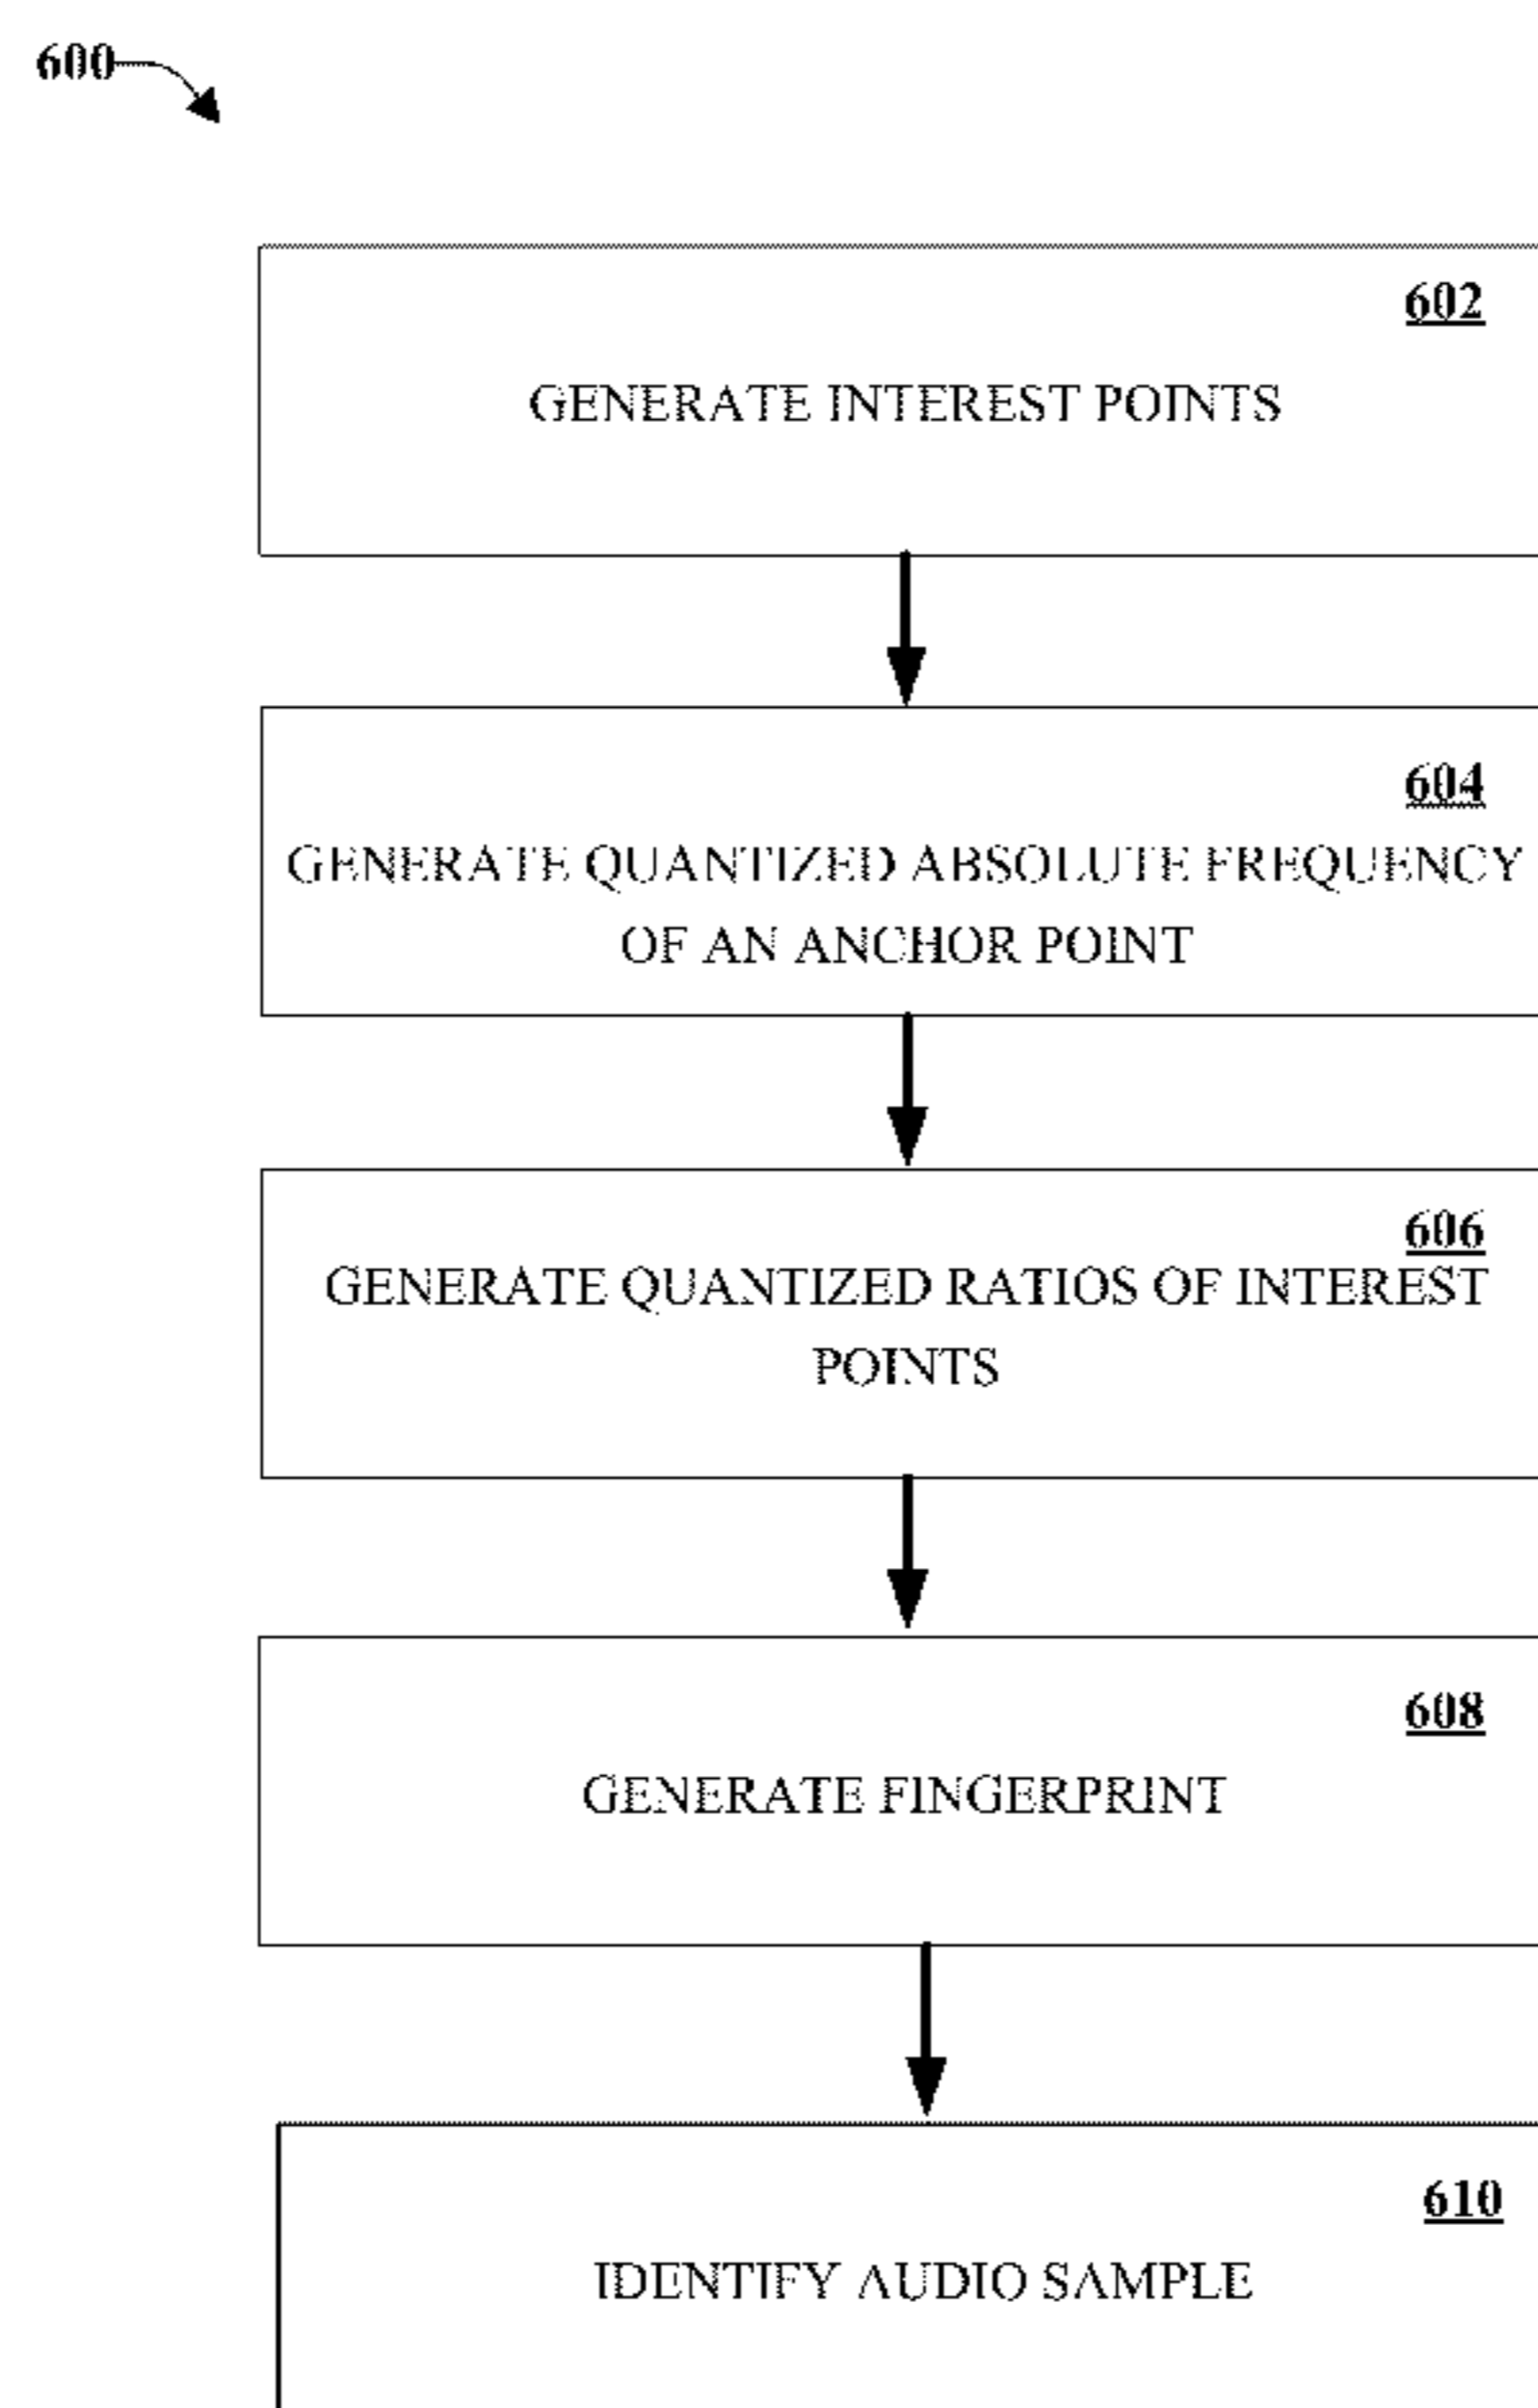 600
602
GENERATE INTEREST POINTS
604
GENERATE QUANTIZED ABSOLUTE FREQUENCY
OF AN ANCHOR POINT
606
GENERATE QUANTIZED RATIOS OF INTEREST
POINTS
608
GENERATE FINGERPRINT
610
IDENTIFY AUDIO SAMPLE